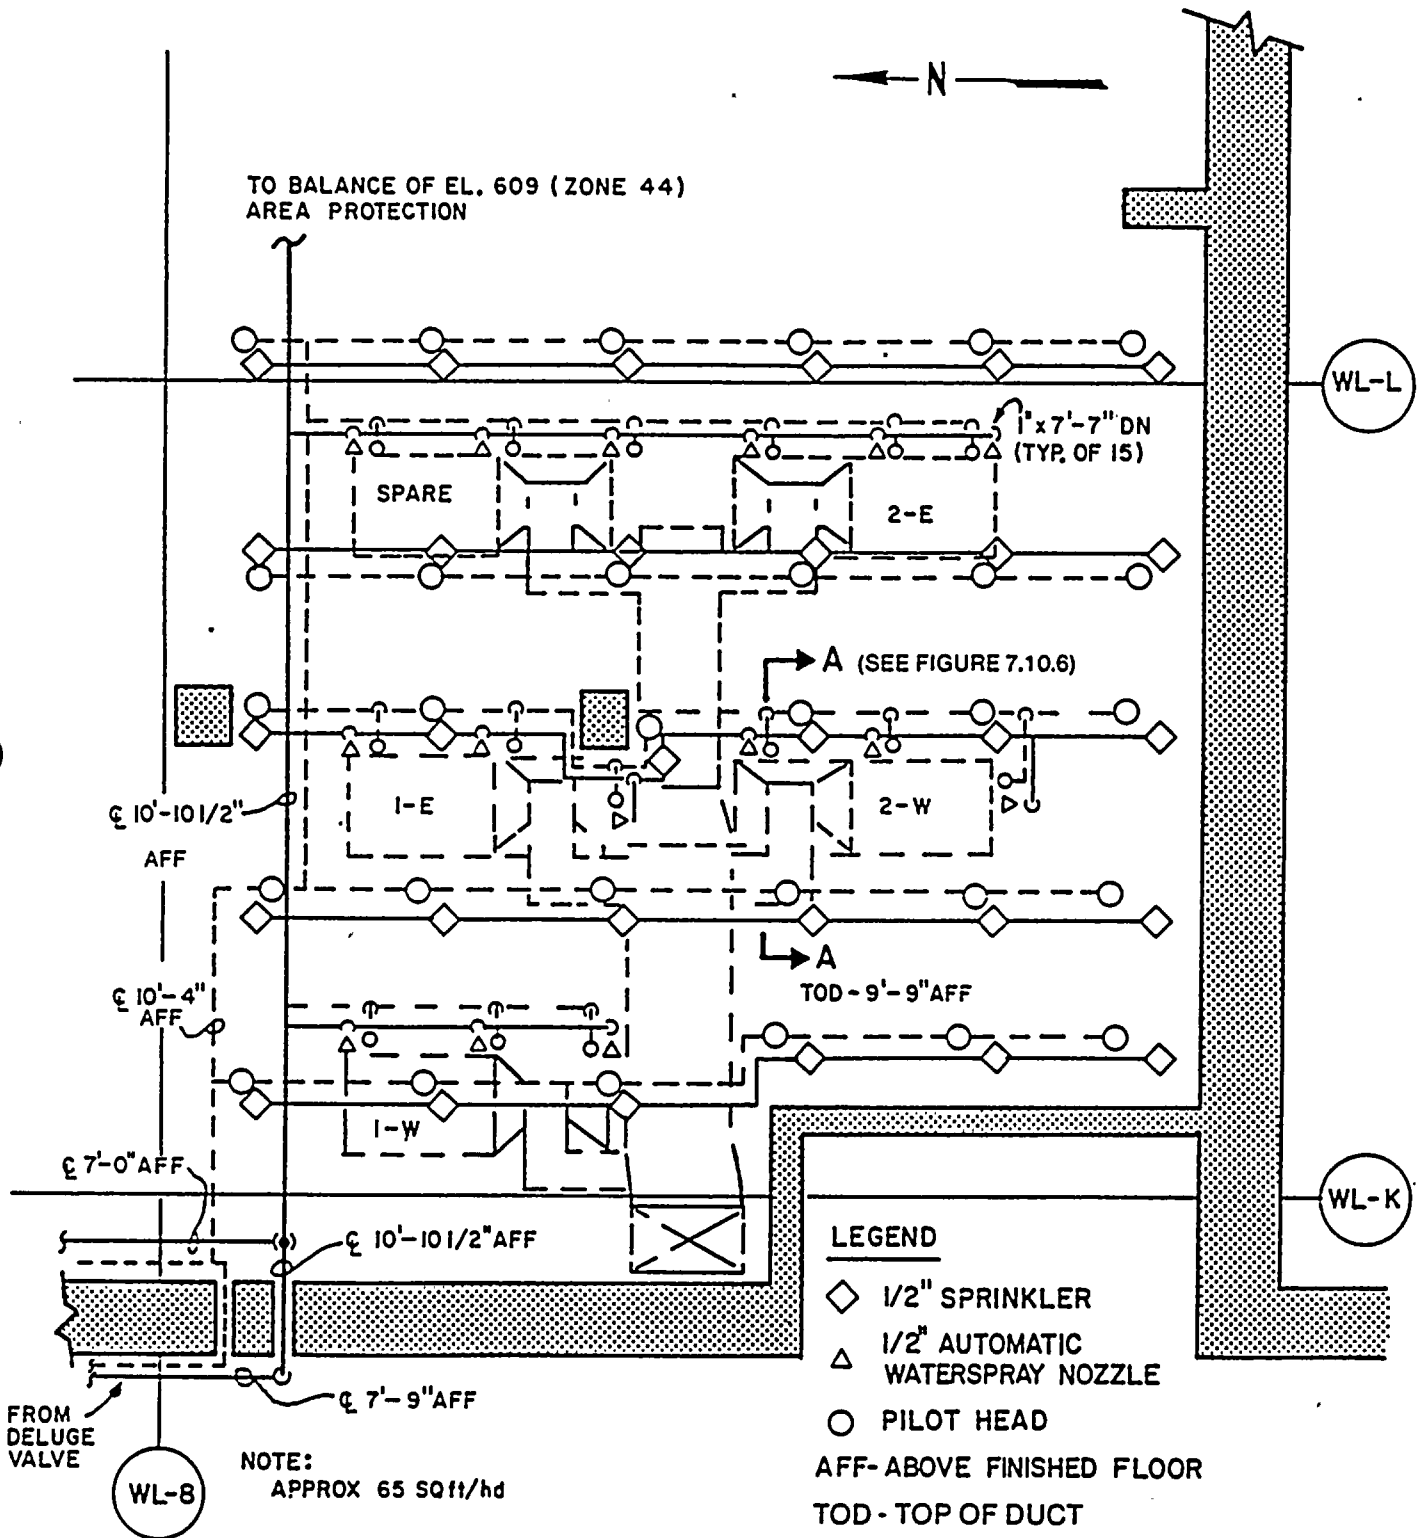 N
TO BALANCE OF EL. 609 (ZONE 44)
AREA PROTECTION
WL-L
1" x 7'-7" DN
(TYP. OF 15)
SPARE
2-E
A (SEE FIGURE 7.10.6)
1-E
2-W
℄ 10'-10 1/2"
AFF
A
TOD-9'-9" AFF
℄ 10'-4"
AFF
1-W
℄ 7'-0" AFF
WL-K
℄ 10'-10 1/2" AFF
LEGEND
1/2" SPRINKLER
1/2" AUTOMATIC
WATERSPRAY NOZZLE
PILOT HEAD
AFF-ABOVE FINISHED FLOOR
TOD-TOP OF DUCT
℄ 7'-9" AFF
FROM
DELUGE
VALVE
WL-8
NOTE:
APPROX 65 SQ ft/hd